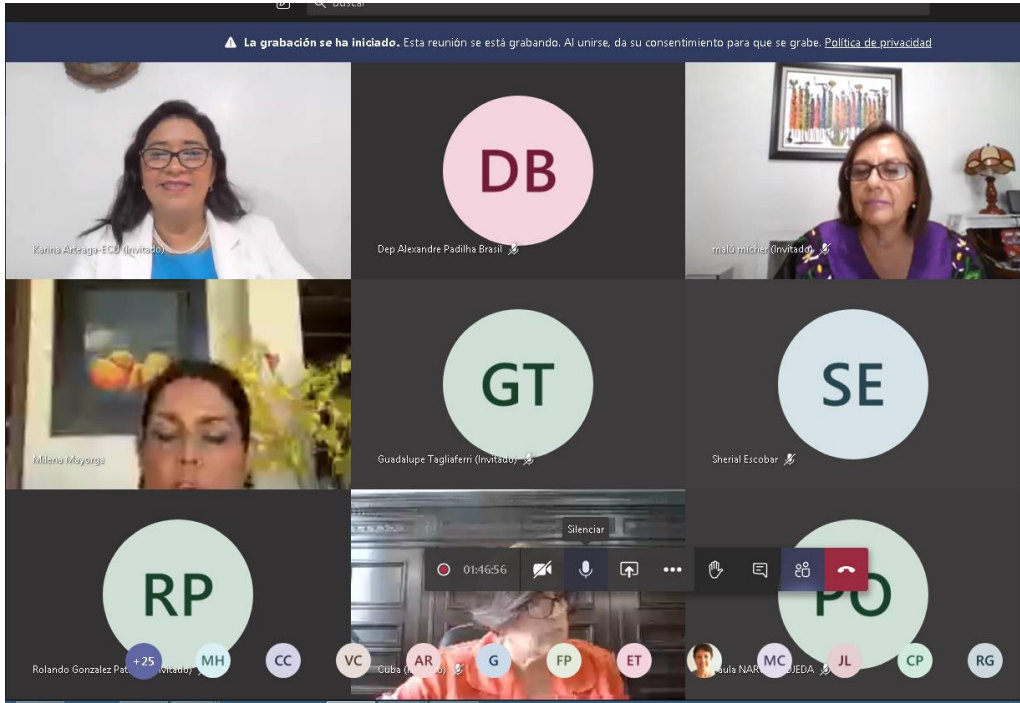 Buscar
La grabación se ha iniciado. Esta reunión se está grabando. Al unirse, da su consentimiento para que se grabe. Política de privacidad
Karina Arteaga-ECU (Invitado)
DB
Dep Alexandre Padilha Brasil
malú micher (Invitado)
Milena Mayorga
GT
Guadalupe Tagliaferri (Invitado)
SE
Sherial Escobar
Silenciar
01:46:56
RP
PO
Rolando Gonzalez
Cuba
+25
MH
CC
VC
AR
G
FP
ET
MC
JL
CP
RG